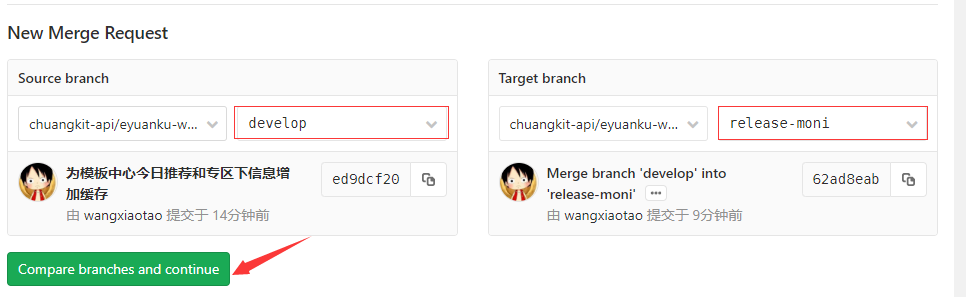 New Merge Request
Source branch
chuangkit-api/eyuanku-w...
develop
为模板中心今日推荐和专区下信息增
加缓存
由 wangxiaotao 提交于 14分钟前
ed9dcf20
Target branch
chuangkit-api/eyuanku-w...
release-moni
Merge branch 'develop' into
'release-moni' ...
由 wangxiaotao 提交于 9分钟前
62ad8eab
Compare branches and continue